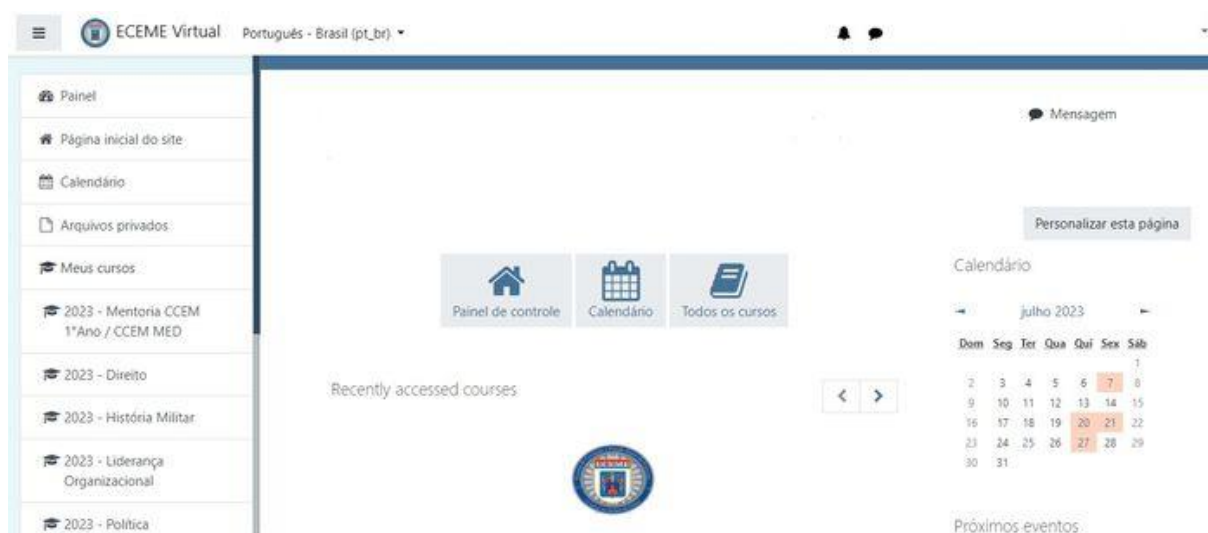 ECEME Virtual
Português - Brasil (pt_br)
Painel
Página inicial do site
Calendário
Arquivos privados
Meus cursos
2023 - Mentoria CCEM
1°Ano / CCEM MED
2023 - Direito
2023 - História Militar
2023 - Liderança
Organizacional
2023 - Política
Mensagem
Personalizar esta página
Painel de controle
Calendário
Todos os cursos
Recently accessed courses
ECEME
Calendário
julho 2023
Dom Seg Ter Qua Qui Sex Sáb
1
2 3 4 5 6 7 8
9 10 11 12 13 14 15
16 17 18 19 20 21 22
23 24 25 26 27 28 29
30 31
Próximos eventos